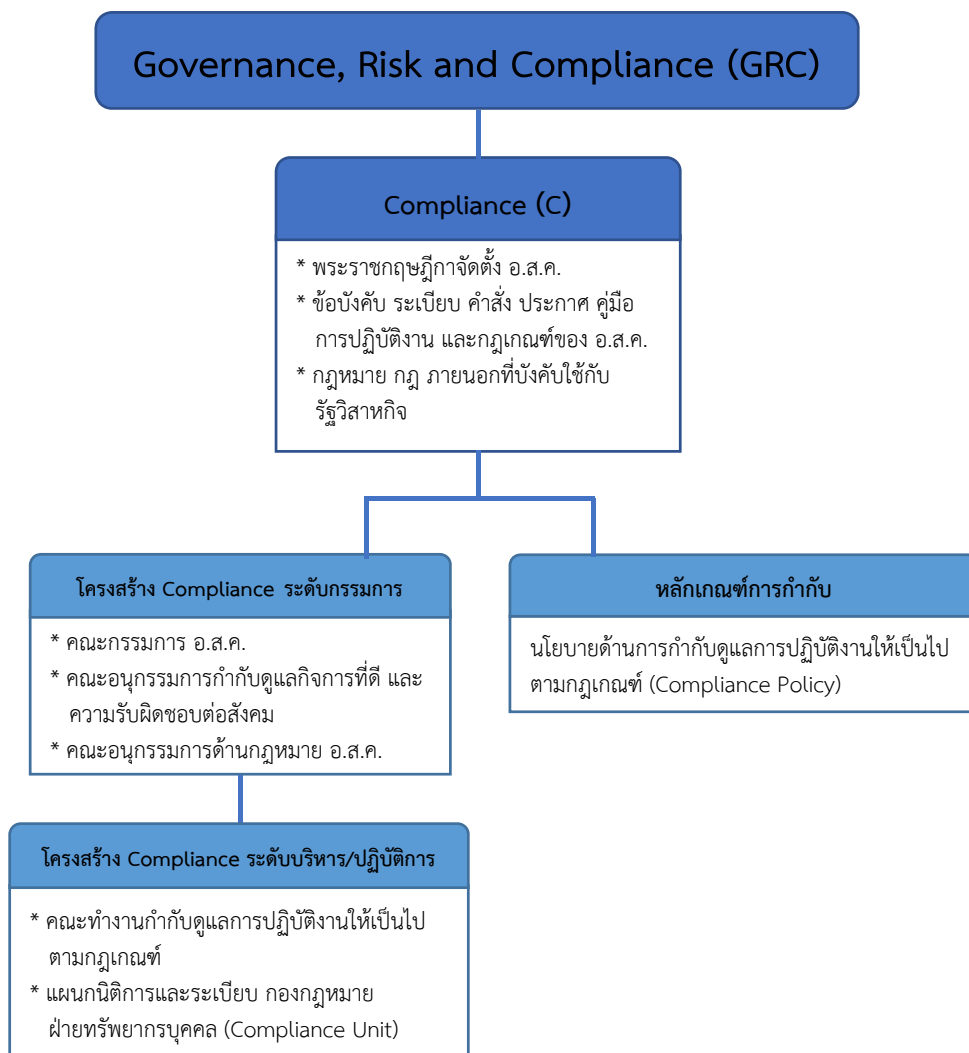 Governance, Risk and Compliance (GRC)
Compliance (C)
* พระราชกฤษฎีกาจัดตั้ง อ.ส.ค.
* ข้อบังคับ ระเบียบ คำสั่ง ประกาศ คู่มือ
การปฏิบัติงาน และกฎเกณฑ์ของ อ.ส.ค.
* กฎหมาย กฎ ภายนอกที่บังคับใช้กับ
รัฐวิสาหกิจ
โครงสร้าง Compliance ระดับกรรมการ
* คณะกรรมการ อ.ส.ค.
* คณะอนุกรรมการกำกับดูแลกิจการที่ดี และ
ความรับผิดชอบต่อสังคม
* คณะอนุกรรมการด้านกฎหมาย อ.ส.ค.
หลักเกณฑ์การกำกับ
นโยบายด้านการกำกับดูแลการปฏิบัติงานให้เป็นไป
ตามกฎเกณฑ์ (Compliance Policy)
โครงสร้าง Compliance ระดับบริหาร/ปฏิบัติการ
* คณะทำงานกำกับดูแลการปฏิบัติงานให้เป็นไป
ตามกฎเกณฑ์
* แผนกนิติการและระเบียบ กองกฎหมาย
ฝ่ายทรัพยากรบุคคล (Compliance Unit)